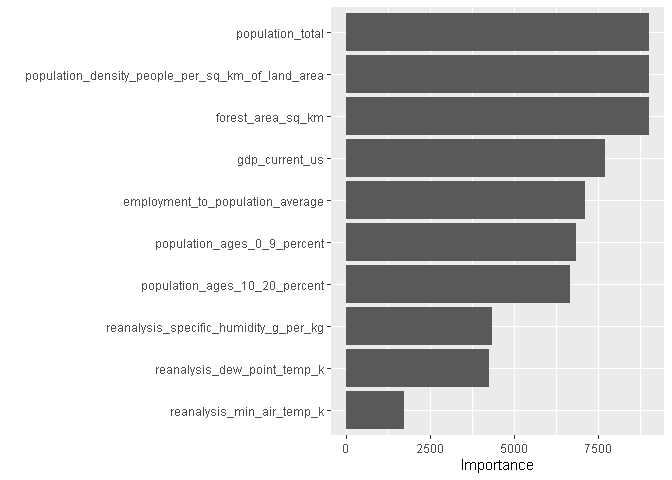 population_total
population_density_people_per_sq_km_of_land_area
forest_area_sq_km
gdp_current_us
employment_to_population_average
population_ages_0_9_percent
population_ages_10_20_percent
reanalysis_specific_humidity_g_per_kg
reanalysis_dew_point_temp_k
reanalysis_min_air_temp_k
0 2500 5000 7500
Importance